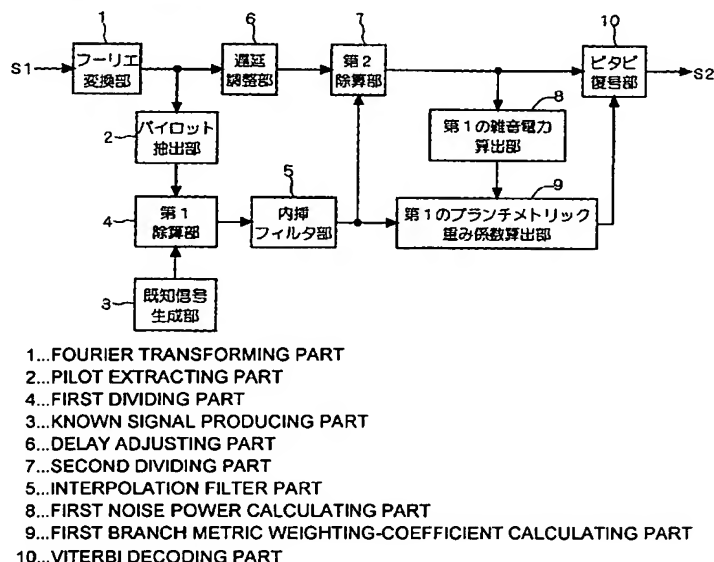 1
6
7
10
S1
フーリエ
変換部
遅延
調整部
第2
除算部
ビタビ
復号部
S2
2
パイロット
抽出部
8
第1の雑音電力
算出部
5
9
4
第1
除算部
内挿
フィルタ部
第1のブランチメトリック
重み係数算出部
3
既知信号
生成部
1...FOURIER TRANSFORMING PART
2...PILOT EXTRACTING PART
4...FIRST DIVIDING PART
3...KNOWN SIGNAL PRODUCING PART
6...DELAY ADJUSTING PART
7...SECOND DIVIDING PART
5...INTERPOLATION FILTER PART
8...FIRST NOISE POWER CALCULATING PART
9...FIRST BRANCH METRIC WEIGHTING-COEFFICIENT CALCULATING PART
10...VITERBI DECODING PART